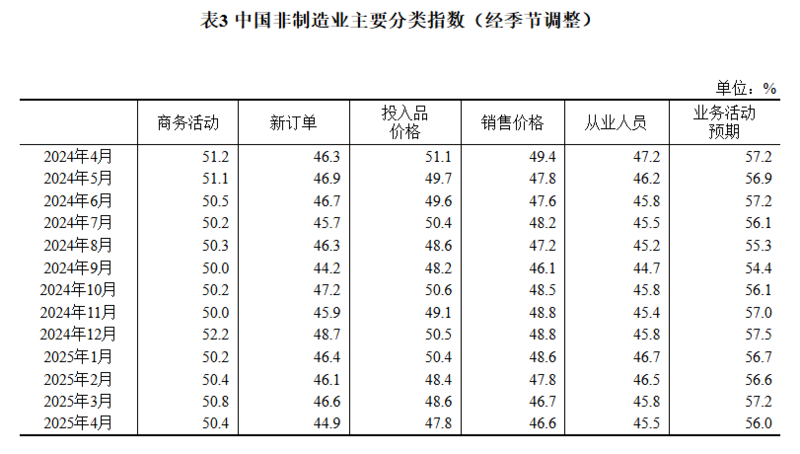 表3 中国非制造业主要分类指数（经季节调整）
单位：%
商务活动 新订单 投入品价格 销售价格 从业人员 业务活动预期
2024年4月 51.2 46.3 51.1 49.4 47.2 57.2
2024年5月 51.1 46.9 49.7 47.8 46.2 56.9
2024年6月 50.5 46.7 49.6 47.6 45.8 57.2
2024年7月 50.2 45.7 50.4 48.2 45.5 56.1
2024年8月 50.3 46.3 48.6 47.2 45.2 55.3
2024年9月 50.0 44.2 48.2 46.1 44.7 54.4
2024年10月 50.2 47.2 50.6 48.5 45.8 56.1
2024年11月 50.0 45.9 49.1 48.8 45.4 57.0
2024年12月 52.2 48.7 50.5 48.8 45.8 57.5
2025年1月 50.2 46.4 50.4 48.6 46.7 56.7
2025年2月 50.4 46.1 48.4 47.8 46.5 56.6
2025年3月 50.8 46.6 48.6 46.7 45.8 57.2
2025年4月 50.4 44.9 47.8 46.6 45.5 56.0